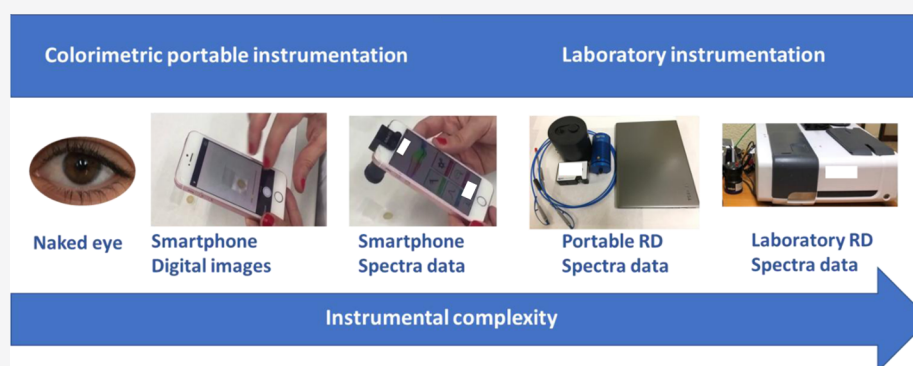 Colorimetric portable instrumentation
Laboratory instrumentation
Naked eye
Smartphone
Digital images
Smartphone
Spectra data
Portable RD
Spectra data
Laboratory RD
Spectra data
Instrumental complexity